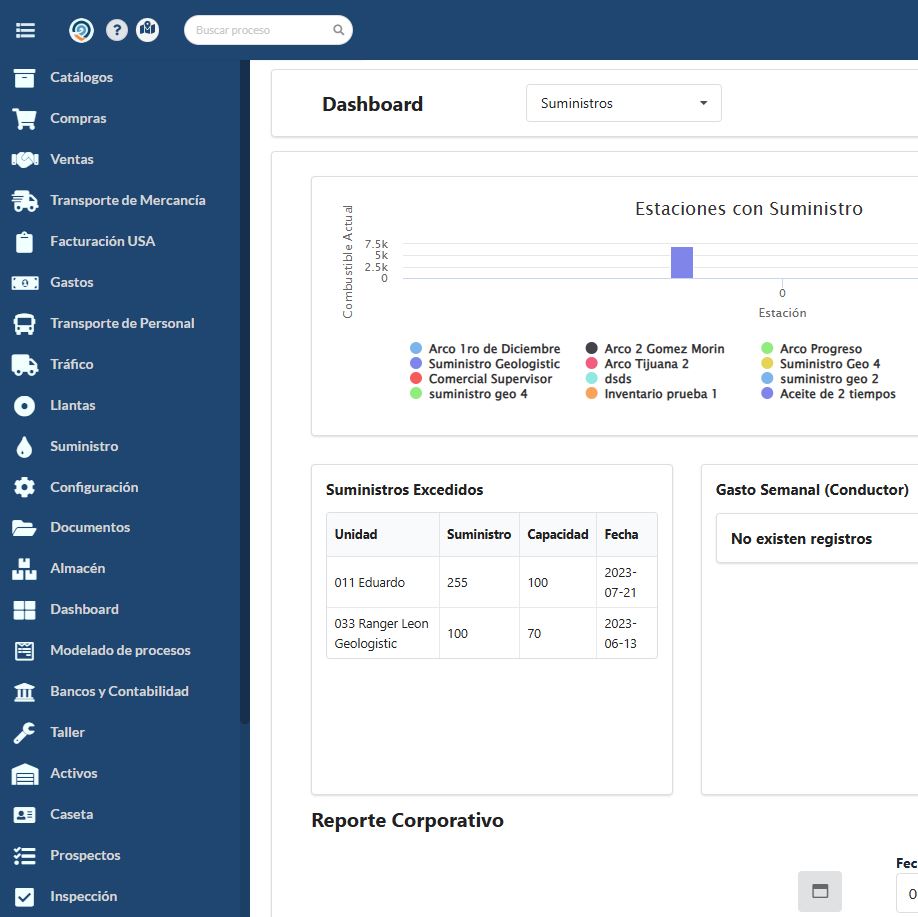 ?
Buscar proceso
Catálogos
Compras
Ventas
Transporte de Mercancía
Facturación USA
Gastos
Transporte de Personal
Tráfico
Llantas
Suministro
Configuración
Documentos
Almacén
Dashboard
Modelado de procesos
Bancos y Contabilidad
Taller
Activos
Caseta
Prospectos
Inspección
Dashboard
Suministros
Estaciones con Suministro
Combustible Actual
7.5k
5k
2.5k
0
0
Estación
Arco 1ro de Diciembre Arco 2 Gomez Morin Arco Progreso
Suministro Geologistic Arco Tijuana 2 Suministro Geo 4
Comercial Supervisor dsds suministro geo 2
suministro geo 4 Inventario prueba 1 Aceite de 2 tiempos
Suministros Excedidos
Unidad Suministro Capacidad Fecha
011 Eduardo 255 100 2023-
07-21
033 Ranger Leon
Geologistic 100 70 2023-
06-13
Gasto Semanal (Conductor)
No existen registros
Reporte Corporativo
Fec
0